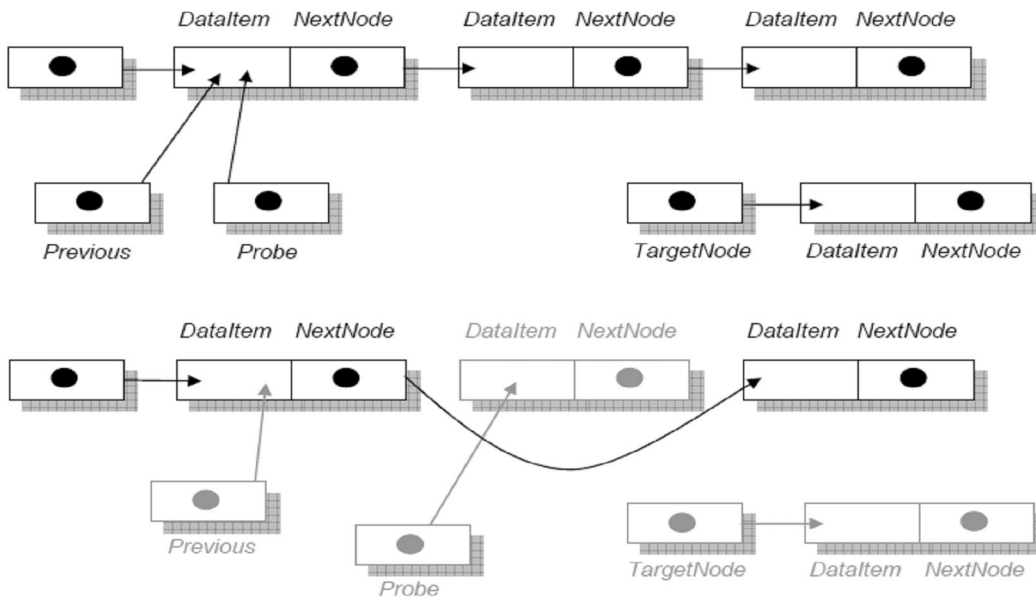 DataItem NextNode DataItem NextNode DataItem NextNode
Previous Probe TargetNode DataItem NextNode
DataItem NextNode DataItem NextNode DataItem NextNode
Previous
TargetNode DataItem NextNode
Probe